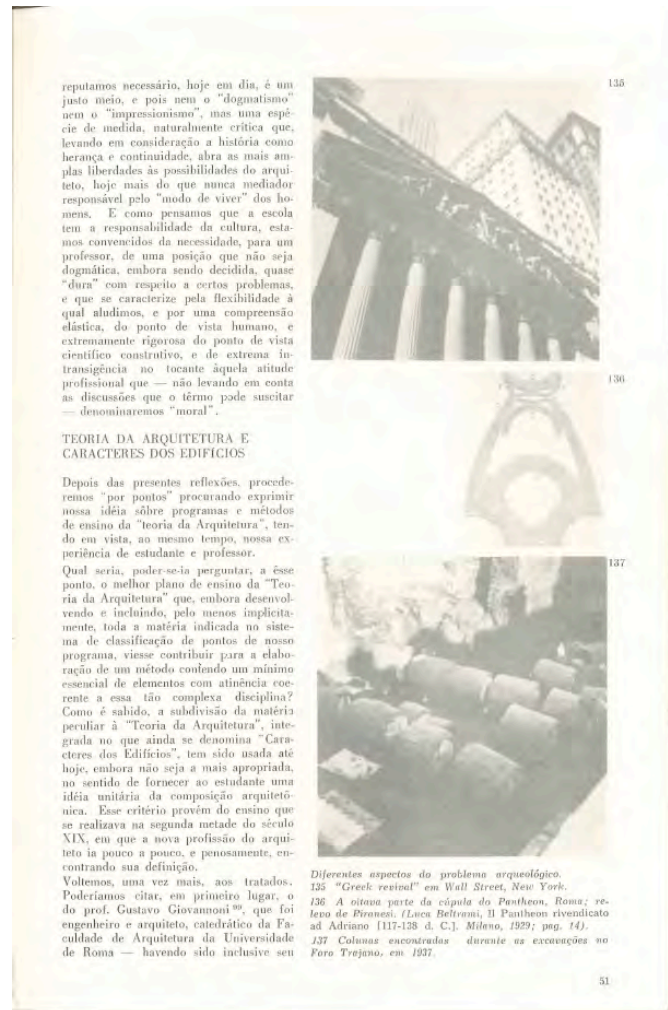 reputamos necessário, hoje em dia, é um
justo meio, e pois nem o "dogmatismo"
nem o "impressionismo", mas uma espé-
cie de medida, naturalmente crítica que,
levando em consideração a história como
herança e continuidade, abra as mais am-
plas liberdades às possibilidades do arqui-
teto, hoje mais do que nunca mediador
responsável pelo "modo de viver" dos ho-
mens. E como pensamos que a escola
tem a responsabilidade da cultura, esta-
mos convencidos da necessidade, para um
professor, de uma posição que não seja
dogmática, embora sendo decidida, quase
"dura" com respeito a certos problemas,
e que se caracterize pela flexibilidade à
qual aludimos, e por uma compreensão
elástica, do ponto de vista humano, e
extremamente rigorosa do ponto de vista
científico construtivo, e de extrema in-
transigência no tocante àquela atitude
profissional que — não levando em conta
as discussões que o têrmo pode suscitar
— denominaremos "moral".
TEORIA DA ARQUITETURA E
CARACTERES DOS EDIFÍCIOS
Depois das presentes reflexões, procede-
remos "por pontos" procurando exprimir
nossa idéia sôbre programas e métodos
de ensino da "teoria da Arquitetura", ten-
do em vista, ao mesmo tempo, nossa ex-
periência de estudante e professor.
Qual seria, poder-se-ia perguntar, a êsse
ponto, o melhor plano de ensino da "Teo-
ria da Arquitetura" que, embora desenvol-
vendo e incluindo, pelo menos implicita-
mente, toda a matéria indicada no siste-
ma de classificação de pontos de nosso
programa, viesse contribuir para a elabo-
ração de um método contendo um mínimo
essencial de elementos com atinência coe-
rente a essa tão complexa disciplina?
Como é sabido, a subdivisão da matéria
peculiar à "Teoria da Arquitetura", inte-
grada no que ainda se denomina "Cara-
cteres dos Edifícios", tem sido usada até
hoje, embora não seja a mais apropriada,
no sentido de fornecer ao estudante uma
idéia unitária da composição arquitetô-
nica. Esse critério provém do ensino que
se realizava na segunda metade do século
XIX, em que a nova profissão do arqui-
teto ia pouco a pouco, e penosamente, en-
contrando sua definição.
Voltemos, uma vez mais, aos tratados.
Poderíamos citar, em primeiro lugar, o
do prof. Gustavo Giovannoni, que foi
engenheiro e arquiteto, catedrático da Fa-
culdade de Arquitetura da Universidade
de Roma — havendo sido inclusive seu
135
136
137
Diferentes aspectos do problema arqueológico.
135 "Greek revival" em Wall Street, New York.
136 A oitava parte da cúpula do Pantheon, Roma; re-
levo de Piranesi. (Luca Beltrami, Il Pantheon rivendicato
ad Adriano [117-138 d. C.]. Milano, 1929; pag. 14).
137 Colunas encontradas durante as excavações no
Foro Trajano, em 1937.
51